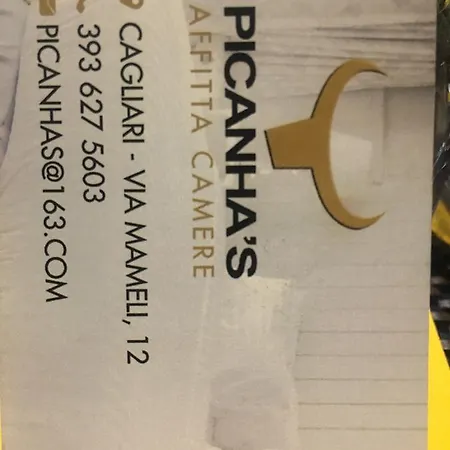 PICANHA'S
AFFITTA CAMERE
CAGLIARI - VIA MAMELI, 12
393 627 5603
PICANHAS@163.COM